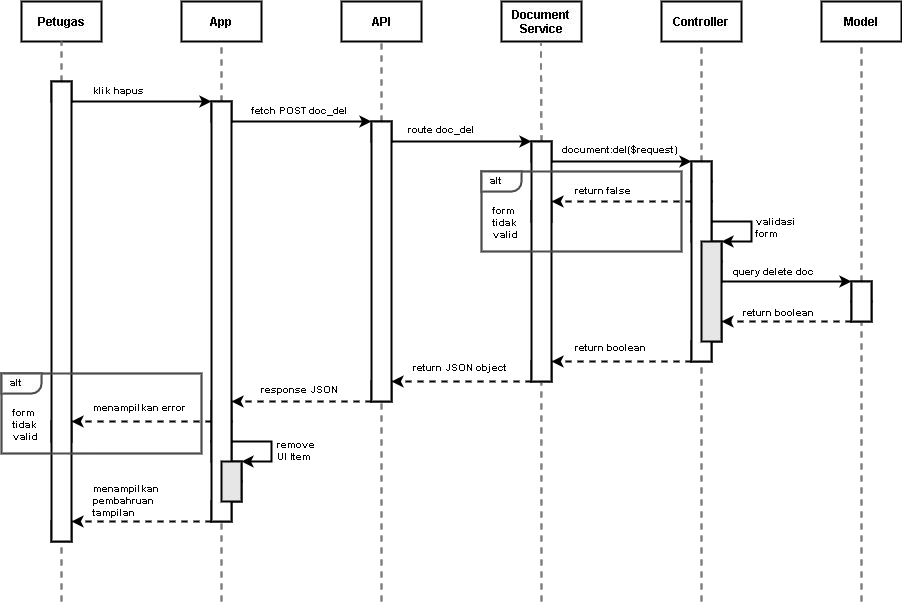 Petugas
App
API
Document
Service
Controller
Model
klik hapus
fetch POST doc_del
route doc_del
document:del($request)
alt
return false
form
tidak
valid
validasi
form
query delete doc
return boolean
return boolean
return JSON object
alt
response JSON
menampilkan error
form
tidak
valid
remove
UI Item
menampilkan
pembahruan
tampilan